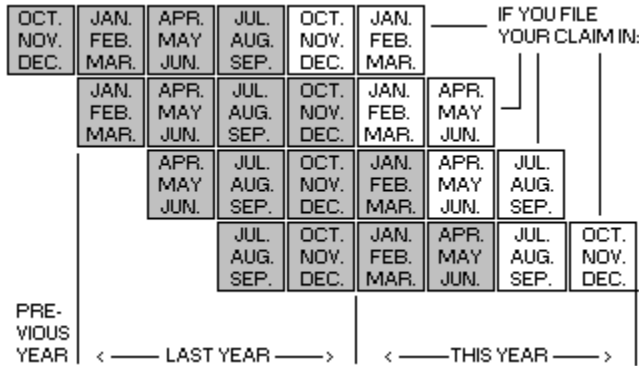 OCT. JAN. APR. JUL. OCT. JAN. IF YOU FILE
NOV. FEB. MAY AUG. NOV. FEB. YOUR CLAIM IN:
DEC. MAR. JUN. SEP. DEC. MAR.
JAN. APR. JUL. OCT. JAN. APR.
FEB. MAY AUG. NOV. FEB. MAY
MAR. JUN. SEP. DEC. MAR. JUN.
APR. JUL. OCT. JAN. APR. JUL.
MAY AUG. NOV. FEB. MAY AUG.
JUN. SEP. DEC. MAR. JUN. SEP.
JUL. OCT. JAN. APR. JUL. OCT.
AUG. NOV. FEB. MAY AUG. NOV.
SEP. DEC. MAR. JUN. SEP. DEC.
PRE-
VIOUS
YEAR < LAST YEAR > < THIS YEAR >